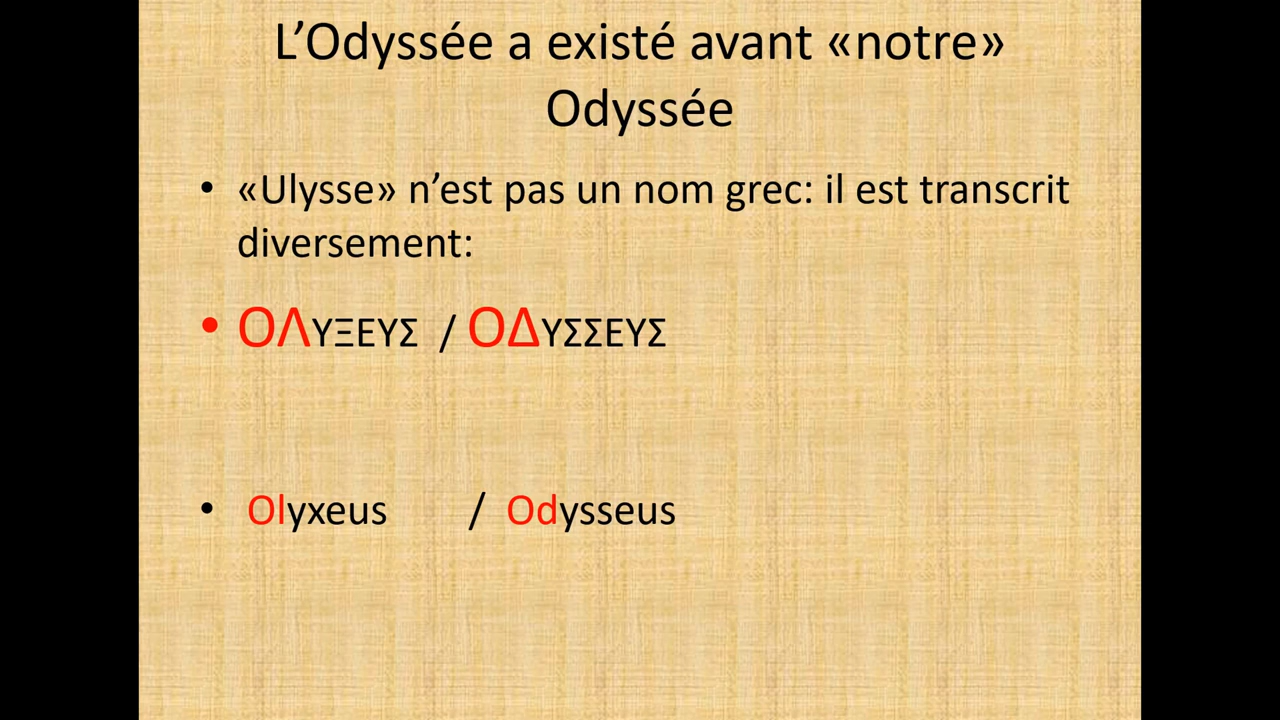 L’Odyssée a existé avant «notre»
Odyssée
• «Ulysse» n’est pas un nom grec: il est transcrit
diversement:
• ΟΛΥΞΕΥΣ / ΟΔΥΣΣΕΥΣ
• Olyxeus / Odysseus